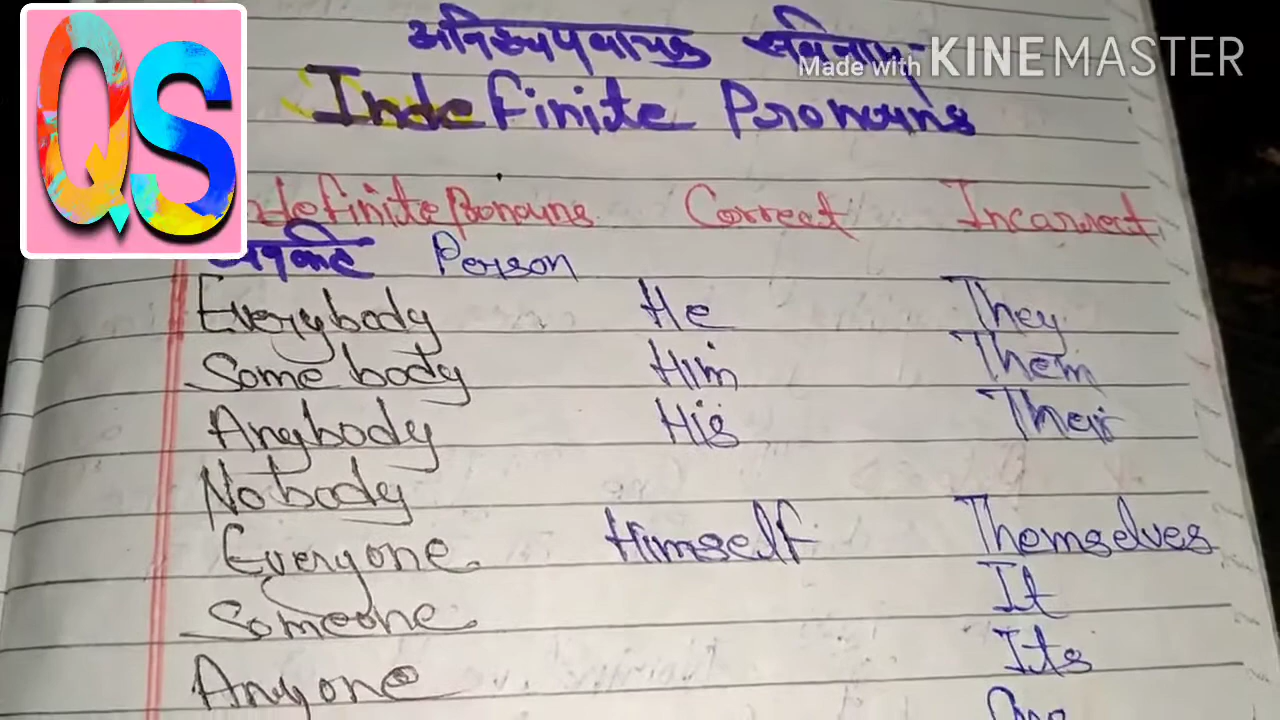 अनिश्चयवाचक सर्वनाम
Made with KINEMASTER
QS
Indefinite Pronouns
definite Pronouns Correct Incorrect
Person
Everybody He They
Somebody Him Them
Anybody His Their
Nobody
Everyone Himself Themselves
It
Someone
Its
Anyone